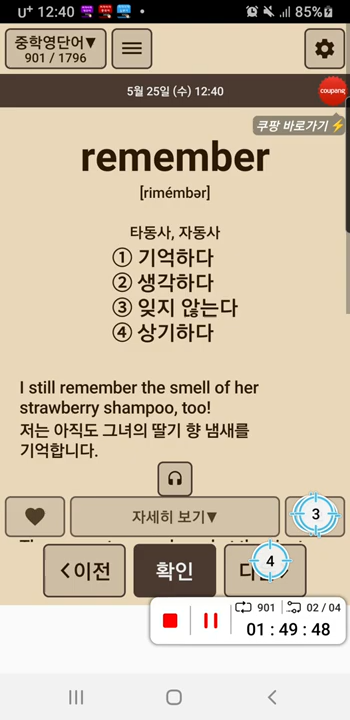 U+ 12:40
85%
중학영단어▼
901 / 1796
5월 25일 (수) 12:40
coupang
쿠팡 바로가기⚡
remember
[rimémbər]
타동사, 자동사
① 기억하다
② 생각하다
③ 잊지 않는다
④ 상기하다
I still remember the smell of her
strawberry shampoo, too!
저는 아직도 그녀의 딸기 향 냄새를
기억합니다.
자세히 보기▼
3
<이전
확인
4
901
02 / 04
01 : 49 : 48